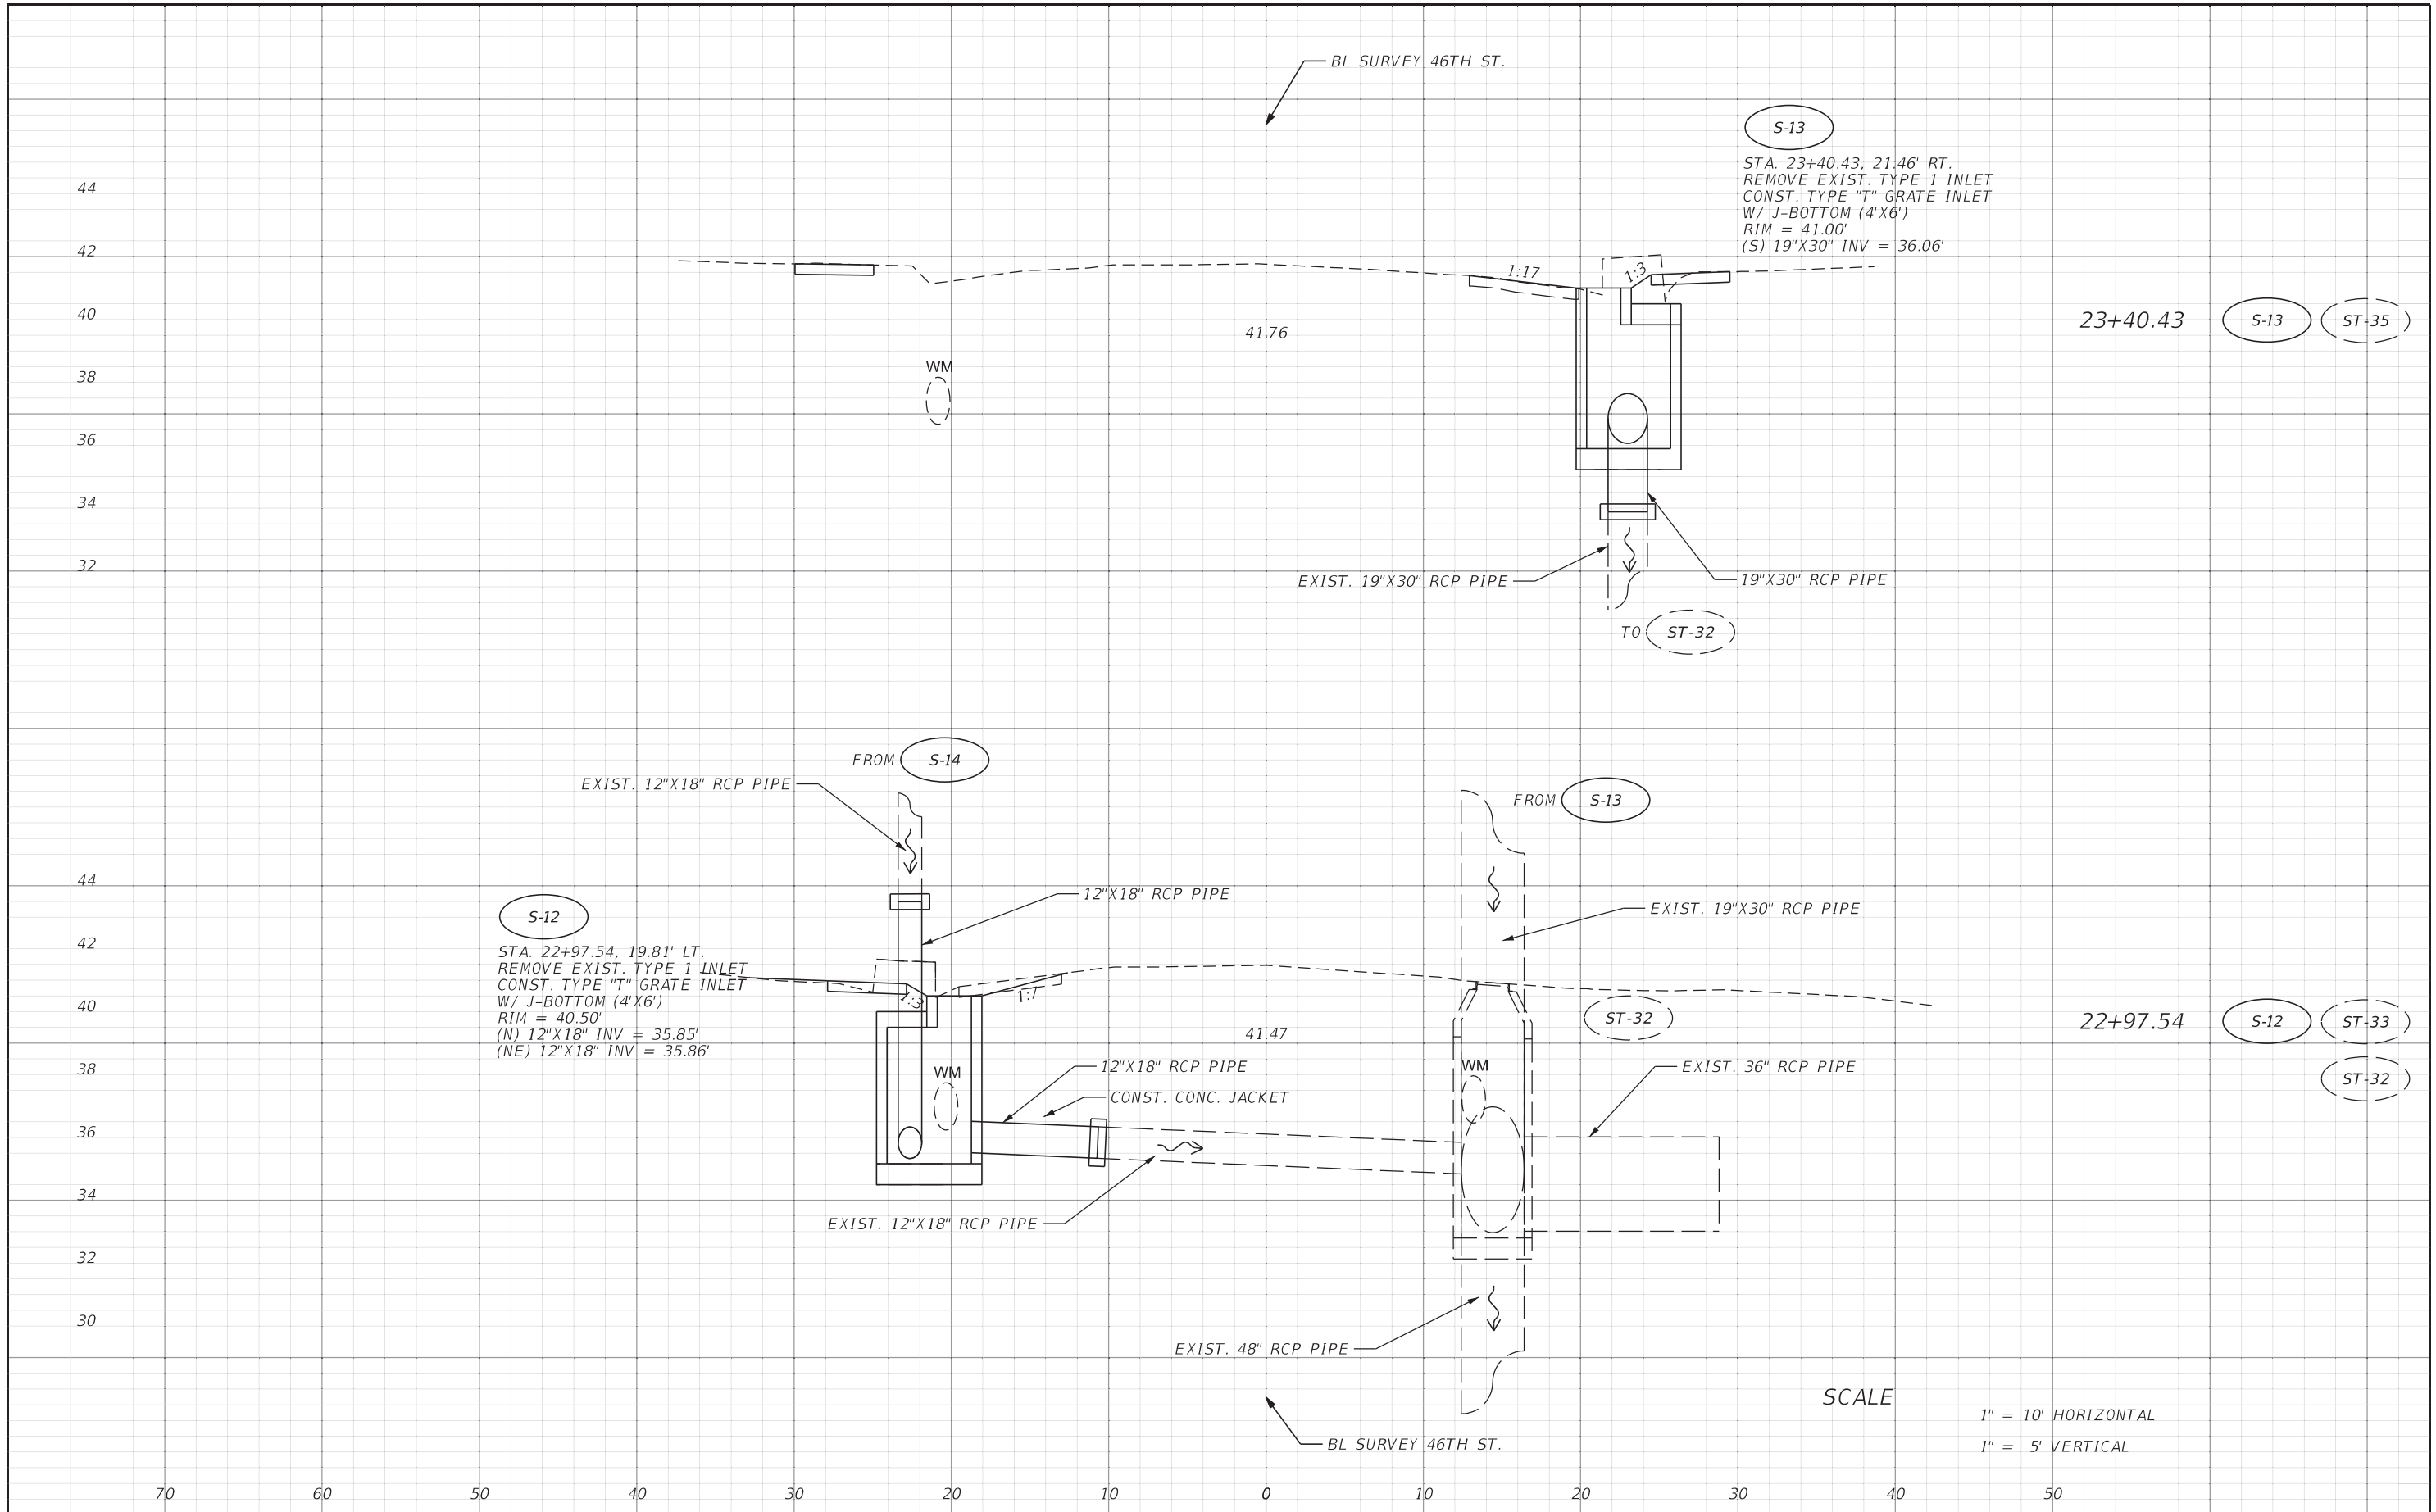 BL SURVEY 46TH ST.
S-13
STA. 23+40.43, 21.46' RT.
REMOVE EXIST. TYPE 1 INLET
CONST. TYPE "T" GRATE INLET
W/ J-BOTTOM (4'X6')
RIM = 41.00'
(S) 19"X30" INV = 36.06'
44
42
40
38
36
34
32
1:17
1:3
41.76
WM
23+40.43
S-13
ST-35
EXIST. 19"X30" RCP PIPE
19"X30" RCP PIPE
TO
ST-32
FROM
S-14
EXIST. 12"X18" RCP PIPE
FROM
S-13
44
42
40
38
36
34
32
30
12"X18" RCP PIPE
EXIST. 19"X30" RCP PIPE
S-12
STA. 22+97.54, 19.81' LT.
REMOVE EXIST. TYPE 1 INLET
CONST. TYPE "T" GRATE INLET
W/ J-BOTTOM (4'X6')
RIM = 40.50'
(N) 12"X18" INV = 35.85'
(NE) 12"X18" INV = 35.86'
1:3
1:7
41.47
ST-32
22+97.54
S-12
ST-33
ST-32
WM
WM
12"X18" RCP PIPE
CONST. CONC. JACKET
EXIST. 36" RCP PIPE
EXIST. 12"X18" RCP PIPE
EXIST. 48" RCP PIPE
BL SURVEY 46TH ST.
SCALE
1" = 10' HORIZONTAL
1" = 5' VERTICAL
70 60 50 40 30 20 10 0 10 20 30 40 50